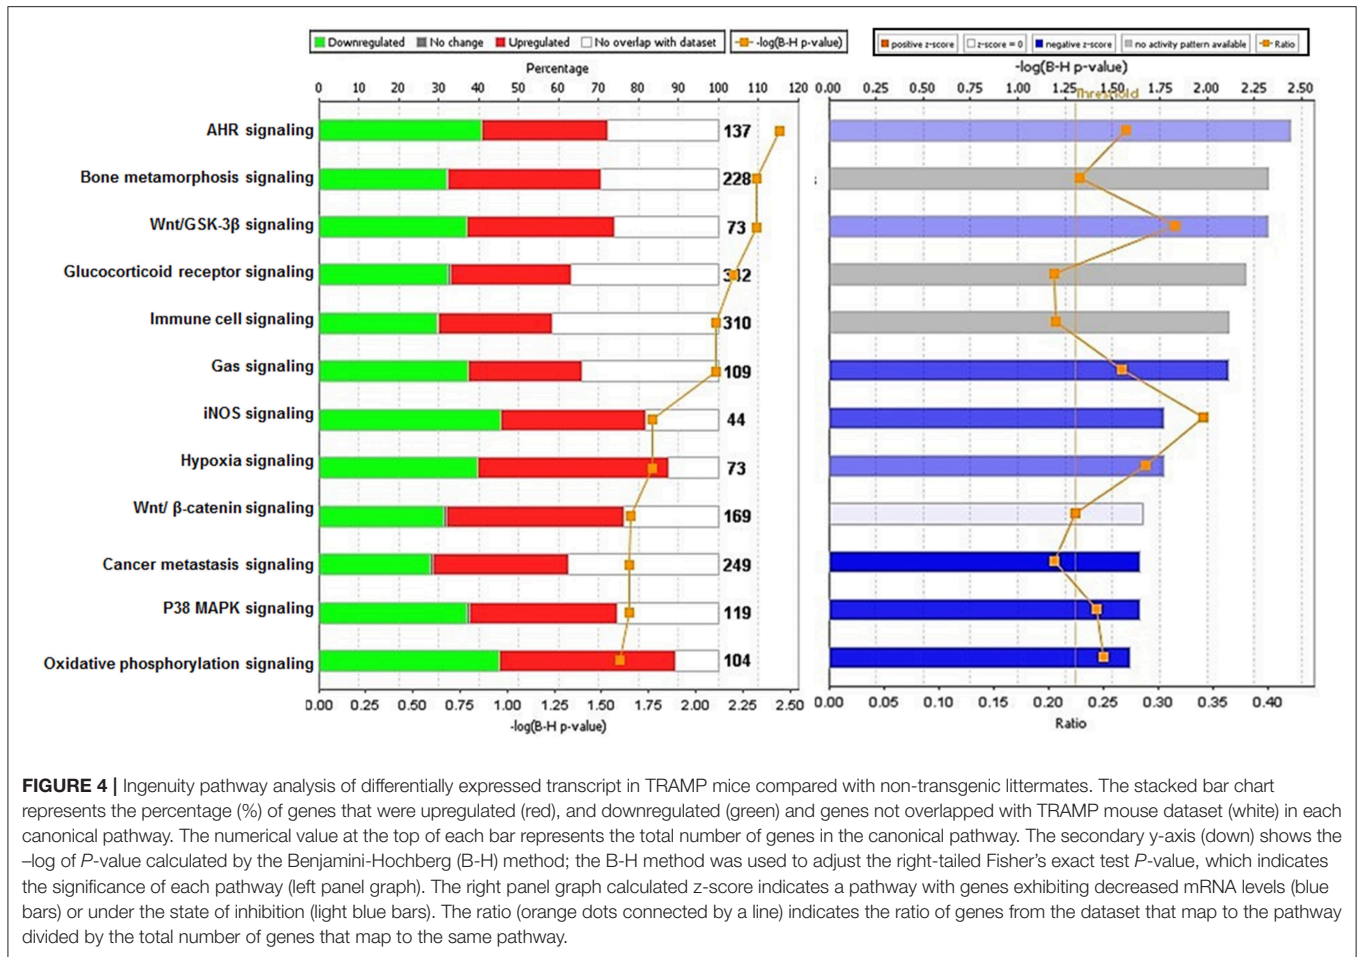 Downregulated No change Upregulated No overlap with dataset -log(B-H p-value)
positive z-score z-score = 0 negative z-score no activity pattern available Ratio
Percentage
0 10 20 30 40 50 60 70 80 90 100 110 120
-log(B-H p-value)
0.00 0.25 0.50 0.75 1.00 1.25 1.50 1.75 2.00 2.25 2.50
Threshold
AHR signaling 137
Bone metamorphosis signaling 228
Wnt/GSK-3β signaling 73
Glucocorticoid receptor signaling 342
Immune cell signaling 310
Gas signaling 109
iNOS signaling 44
Hypoxia signaling 73
Wnt/ β-catenin signaling 169
Cancer metastasis signaling 249
P38 MAPK signaling 119
Oxidative phosphorylation signaling 104
0.00 0.25 0.50 0.75 1.00 1.25 1.50 1.75 2.00 2.25 2.50
-log(B-H p-value)
0.00 0.05 0.10 0.15 0.20 0.25 0.30 0.35 0.40
Ratio
FIGURE 4 | Ingenuity pathway analysis of differentially expressed transcript in TRAMP mice compared with non-transgenic littermates. The stacked bar chart
represents the percentage (%) of genes that were upregulated (red), and downregulated (green) and genes not overlapped with TRAMP mouse dataset (white) in each
canonical pathway. The numerical value at the top of each bar represents the total number of genes in the canonical pathway. The secondary y-axis (down) shows the
–log of P-value calculated by the Benjamini-Hochberg (B-H) method; the B-H method was used to adjust the right-tailed Fisher's exact test P-value, which indicates
the significance of each pathway (left panel graph). The right panel graph calculated z-score indicates a pathway with genes exhibiting decreased mRNA levels (blue
bars) or under the state of inhibition (light blue bars). The ratio (orange dots connected by a line) indicates the ratio of genes from the dataset that map to the pathway
divided by the total number of genes that map to the same pathway.